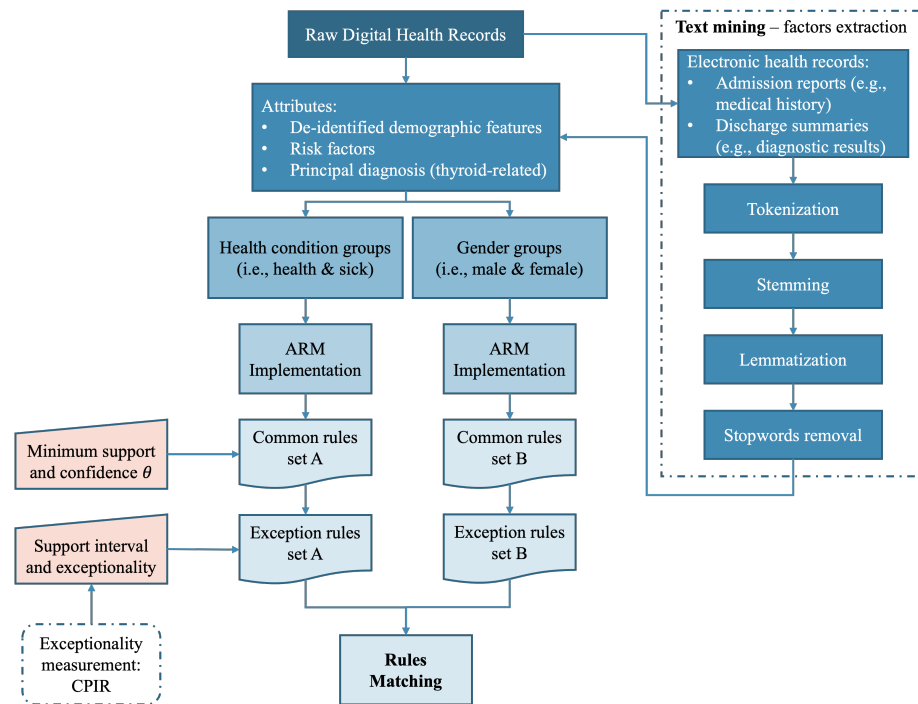 Raw Digital Health Records
Text mining – factors extraction
Electronic health records:
• Admission reports (e.g.,
medical history)
• Discharge summaries
(e.g., diagnostic results)
Attributes:
• De-identified demographic features
• Risk factors
• Principal diagnosis (thyroid-related)
Tokenization
Stemming
Lemmatization
Stopwords removal
Health condition groups
(i.e., health & sick)
Gender groups
(i.e., male & female)
ARM
Implementation
ARM
Implementation
Minimum support
and confidence θ
Common rules
set A
Common rules
set B
Support interval
and exceptionality
Exception rules
set A
Exception rules
set B
Exceptionality
measurement:
CPIR
Rules
Matching